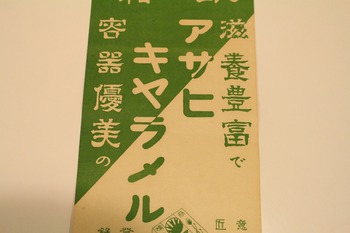 滋養豊富で
アサヒ
キヤラメル
容器優美の
意匠